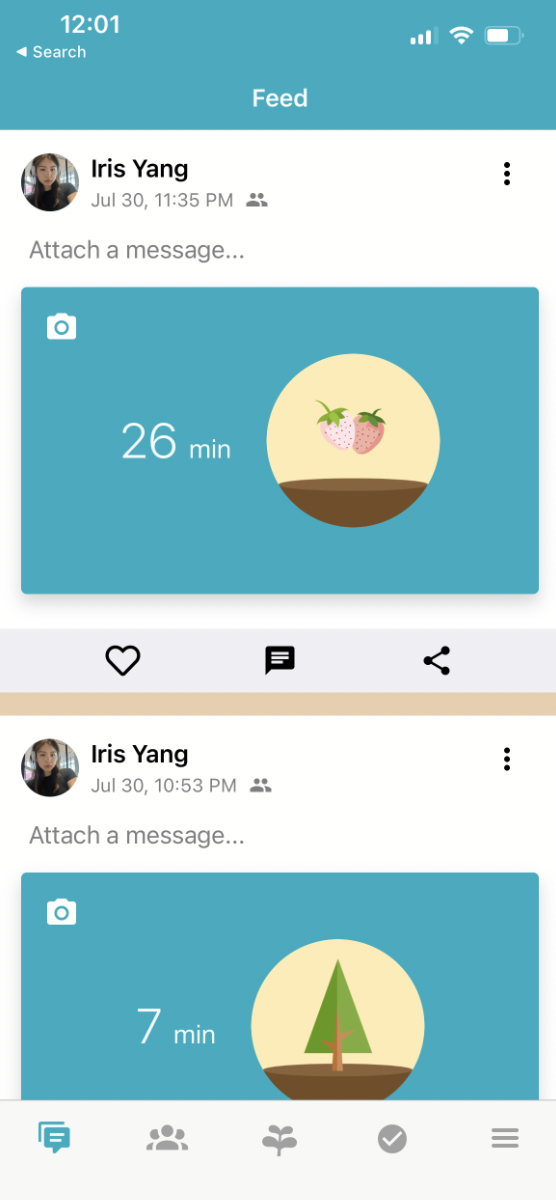 12:01
◀ Search
Feed
Iris Yang
Jul 30, 11:35 PM
Attach a message...
26 min
Iris Yang
Jul 30, 10:53 PM
Attach a message...
7 min